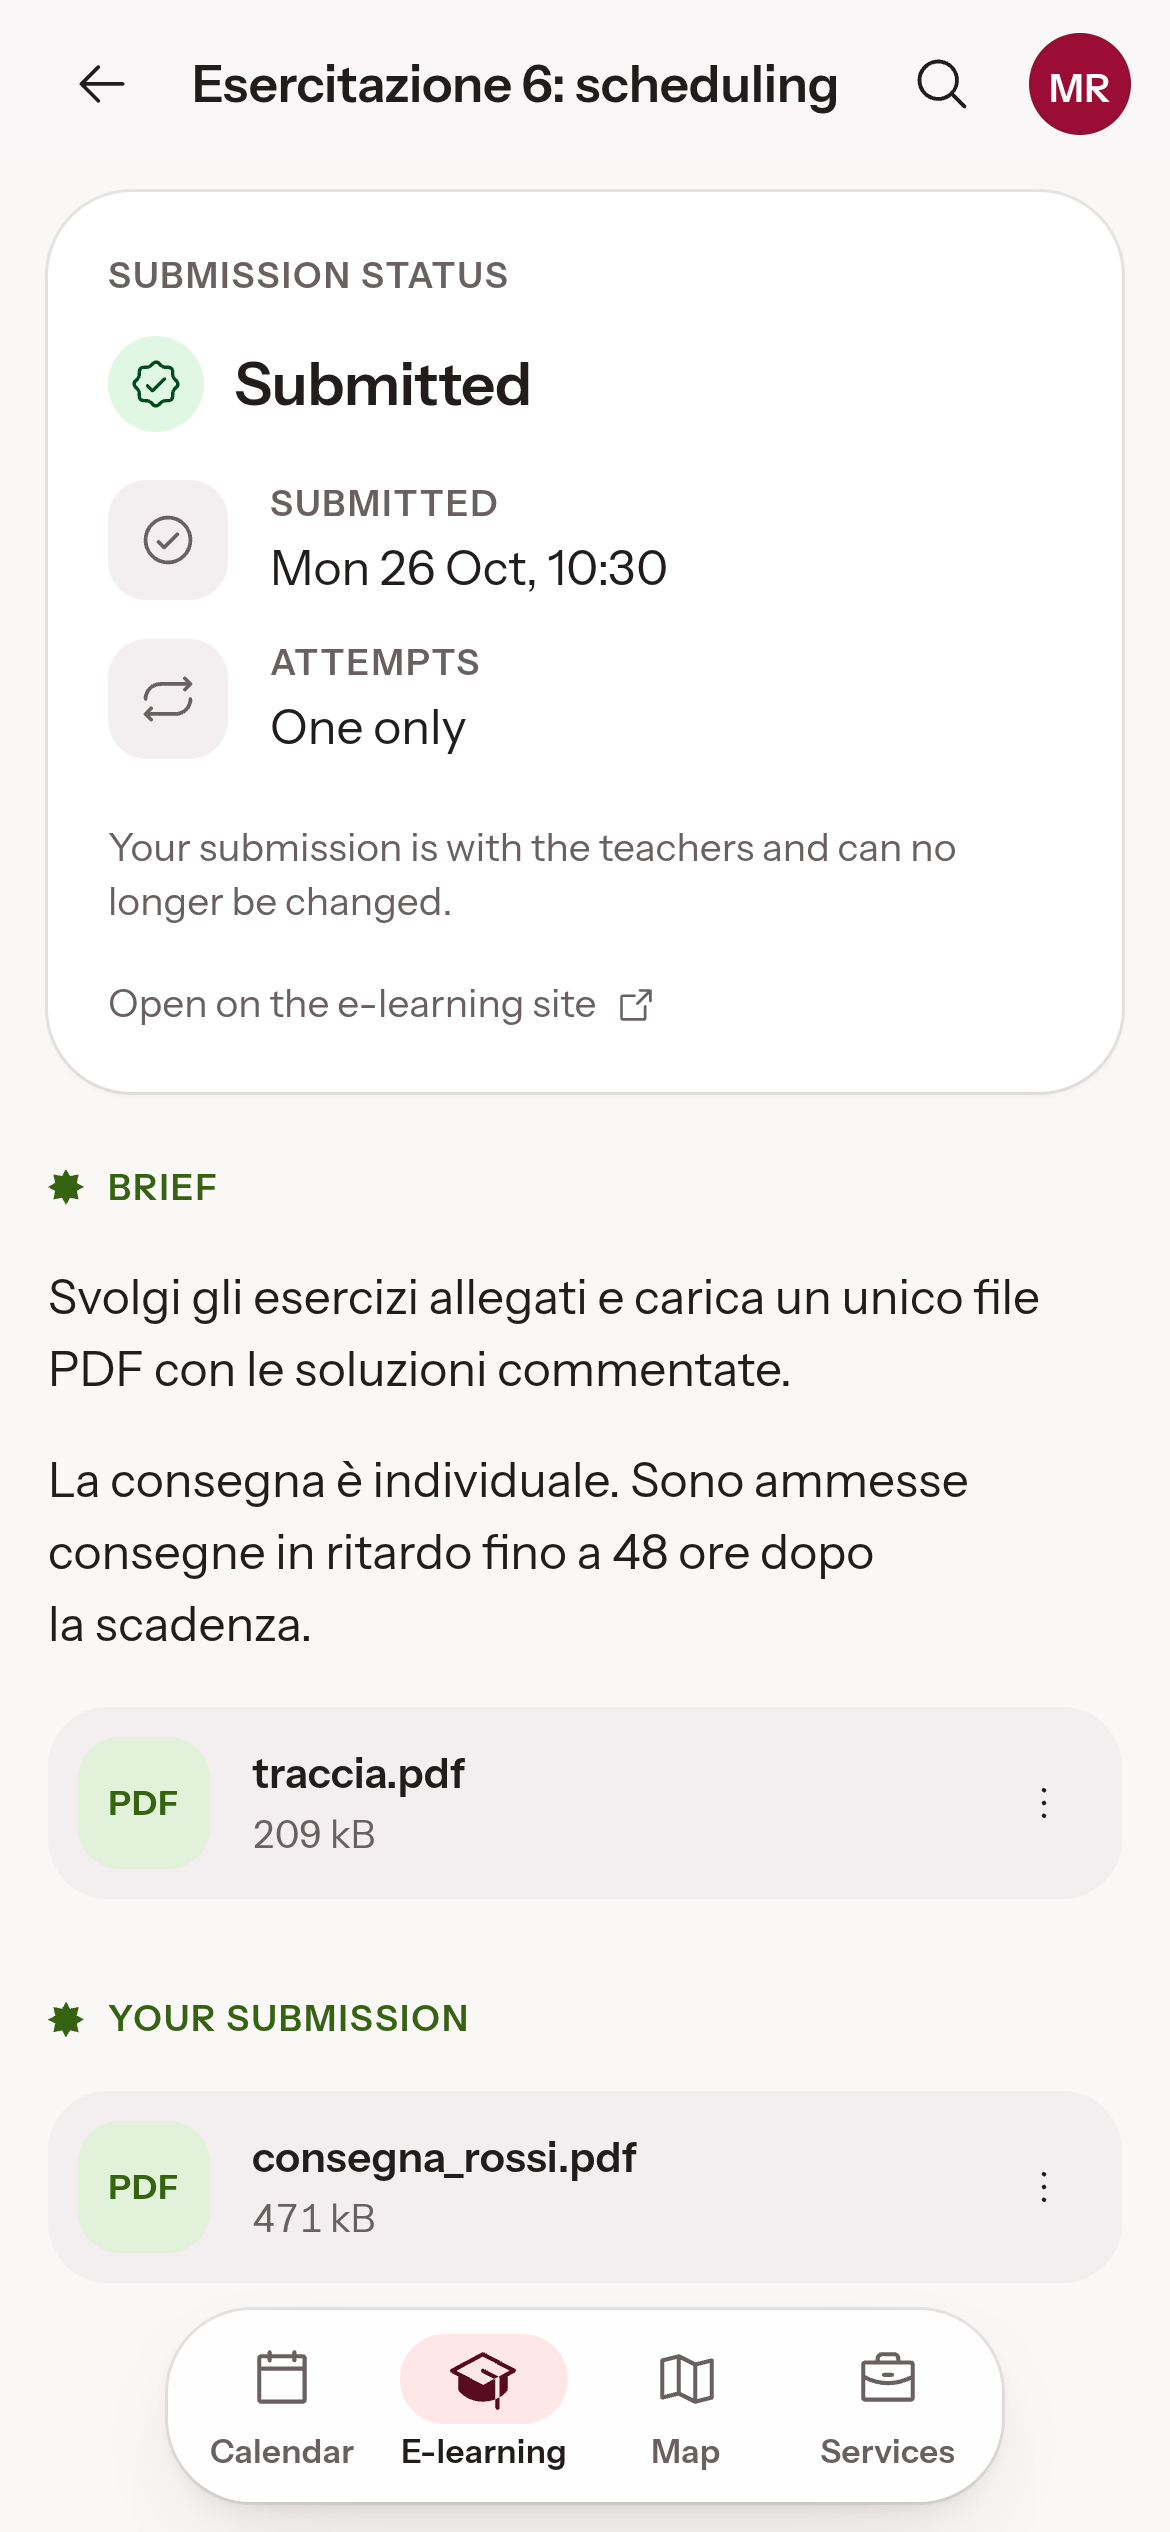 Esercitazione 6: scheduling
MR
SUBMISSION STATUS
Submitted
SUBMITTED
Mon 26 Oct, 10:30
ATTEMPTS
One only
Your submission is with the teachers and can no
longer be changed.
Open on the e-learning site
BRIEF
Svolgi gli esercizi allegati e carica un unico file
PDF con le soluzioni commentate.
La consegna è individuale. Sono ammesse
consegne in ritardo fino a 48 ore dopo
la scadenza.
PDF
traccia.pdf
209 kB
YOUR SUBMISSION
PDF
consegna_rossi.pdf
471 kB
Calendar
E-learning
Map
Services